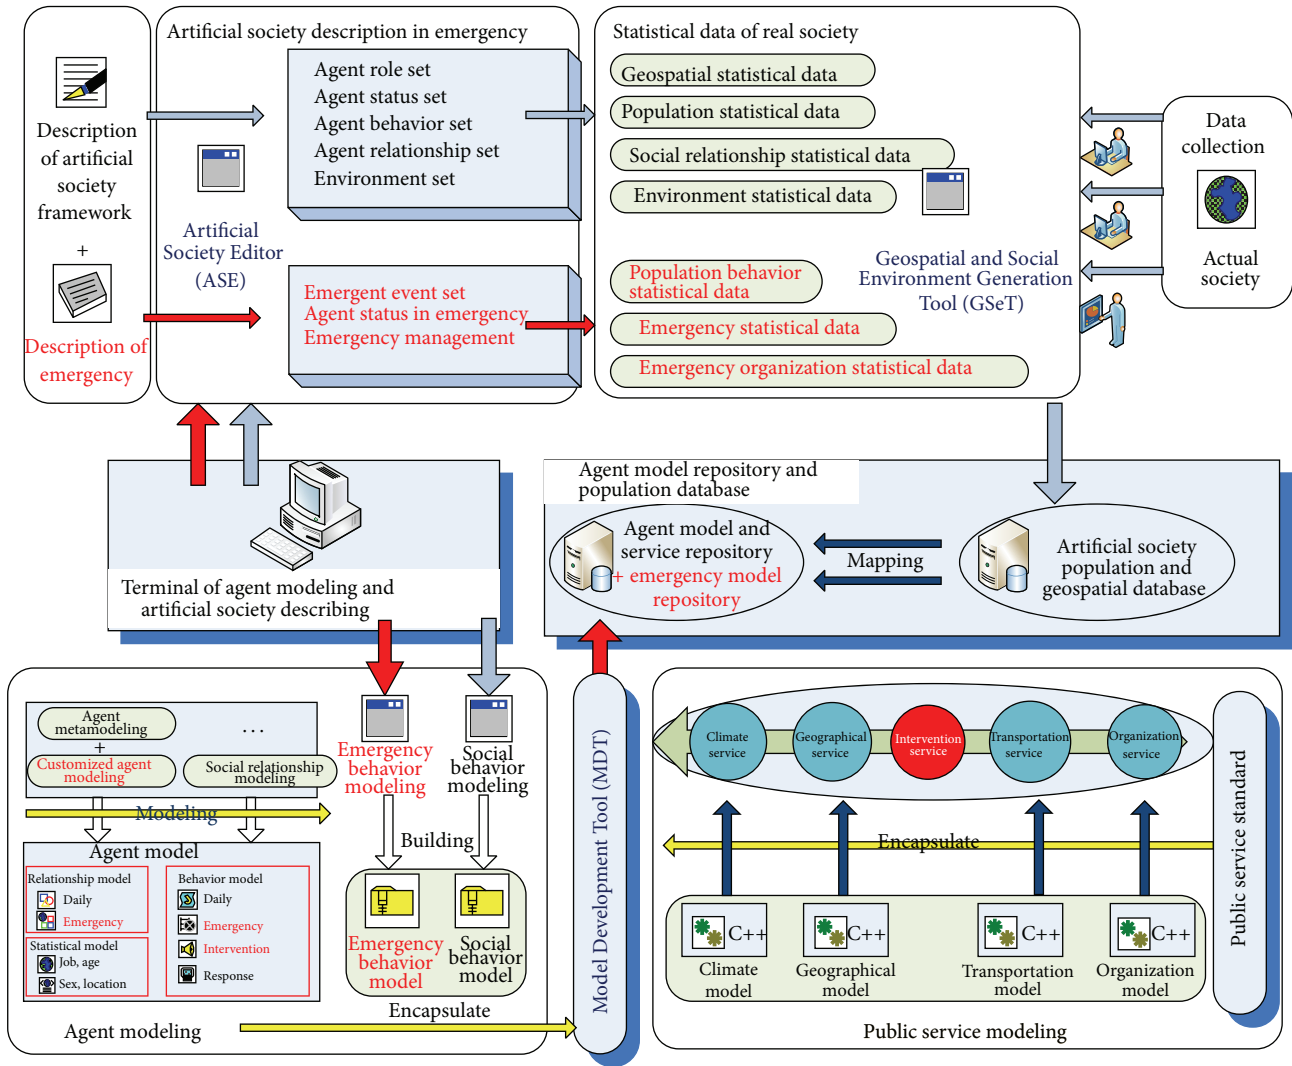 Description
of artificial
society
framework
+
Description of
emergency
Artificial society description in emergency
Agent role set
Agent status set
Agent behavior set
Agent relationship set
Environment set
Artificial
Society Editor
(ASE)
Emergent event set
Agent status in emergency
Emergency management
Statistical data of real society
Geospatial statistical data
Population statistical data
Social relationship statistical data
Environment statistical data
Geospatial and Social
Environment Generation
Tool (GSeT)
Population behavior
statistical data
Emergency statistical data
Emergency organization statistical data
Data
collection
Actual
society
Terminal of agent modeling and
artificial society describing
Agent model repository and
population database
Agent model and
service repository
+ emergency model
repository
Mapping
Artificial society
population and
geospatial database
Agent
metamodeling
+
Customized agent
modeling
...
Social relationship
modeling
Modeling
Agent model
Relationship model
Daily
Emergency
Statistical model
Job, age
Sex, location
Behavior model
Daily
Emergency
Intervention
Response
Emergency
behavior
modeling
Social
behavior
modeling
Building
Emergency
behavior
model
Social
behavior
model
Encapsulate
Agent modeling
Model Development Tool (MDT)
Climate
service
Geographical
service
Intervention
service
Transportation
service
Organization
service
Encapsulate
C++
Climate
model
C++
Geographical
model
C++
Transportation
model
C++
Organization
model
Public service modeling
Public service standard